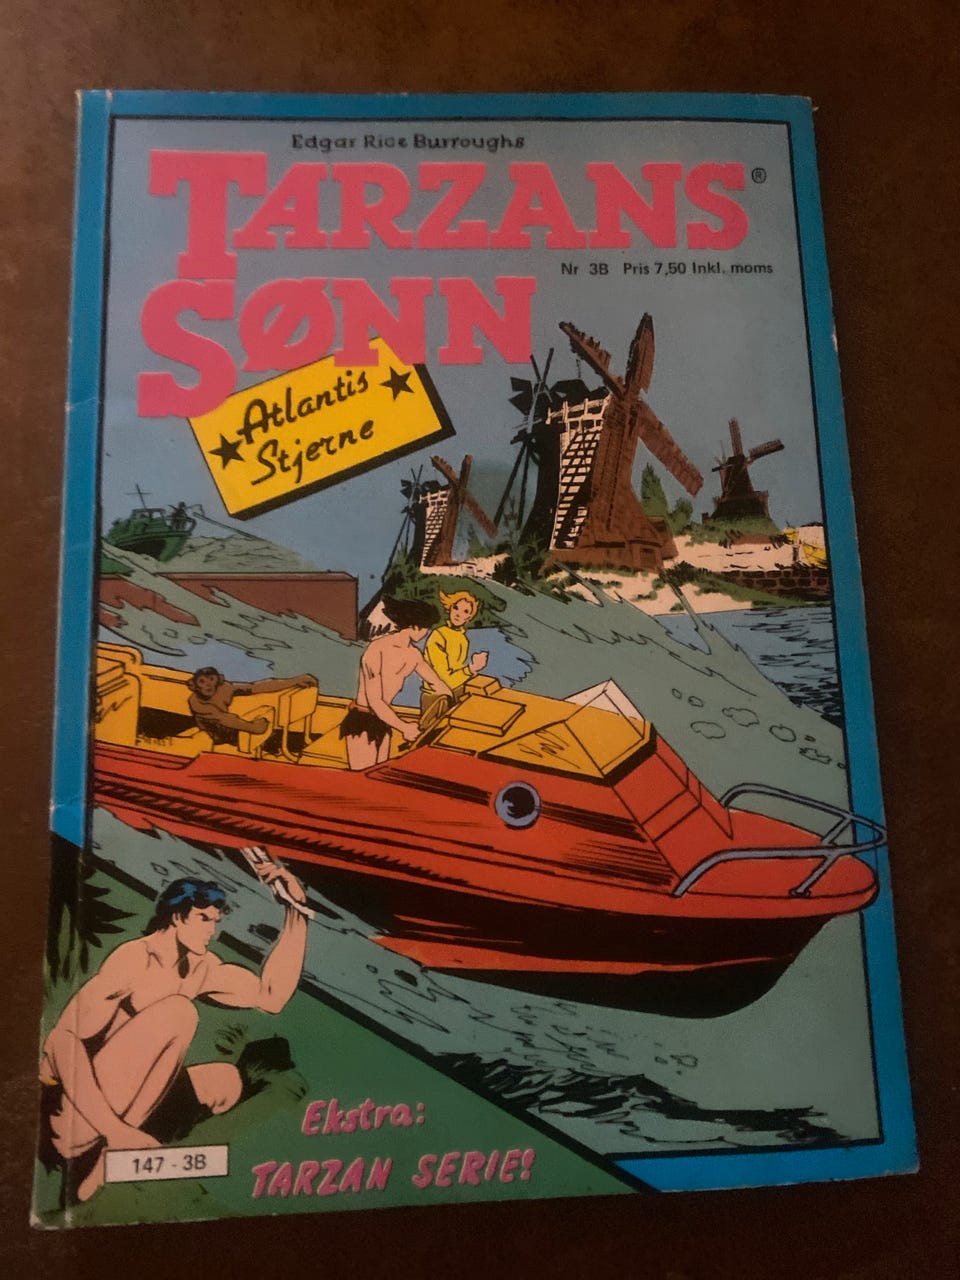 Edgar Rice Burroughs
TARZANS®
SØNN
Nr 3B Pris 7,50 Inkl. moms
Atlantis
Stjerne
Ekstra:
TARZAN SERIE!
147 - 3B